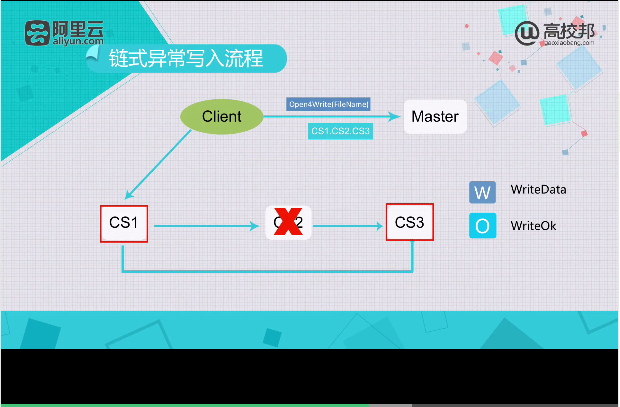 阿里云
aliyun.com
高校邦
gaoxiaobang.com
链式异常写入流程
Open4Write(FileName)
Client
Master
CS1.CS2.CS3
W WriteData
CS1
2
CS3
O WriteOk